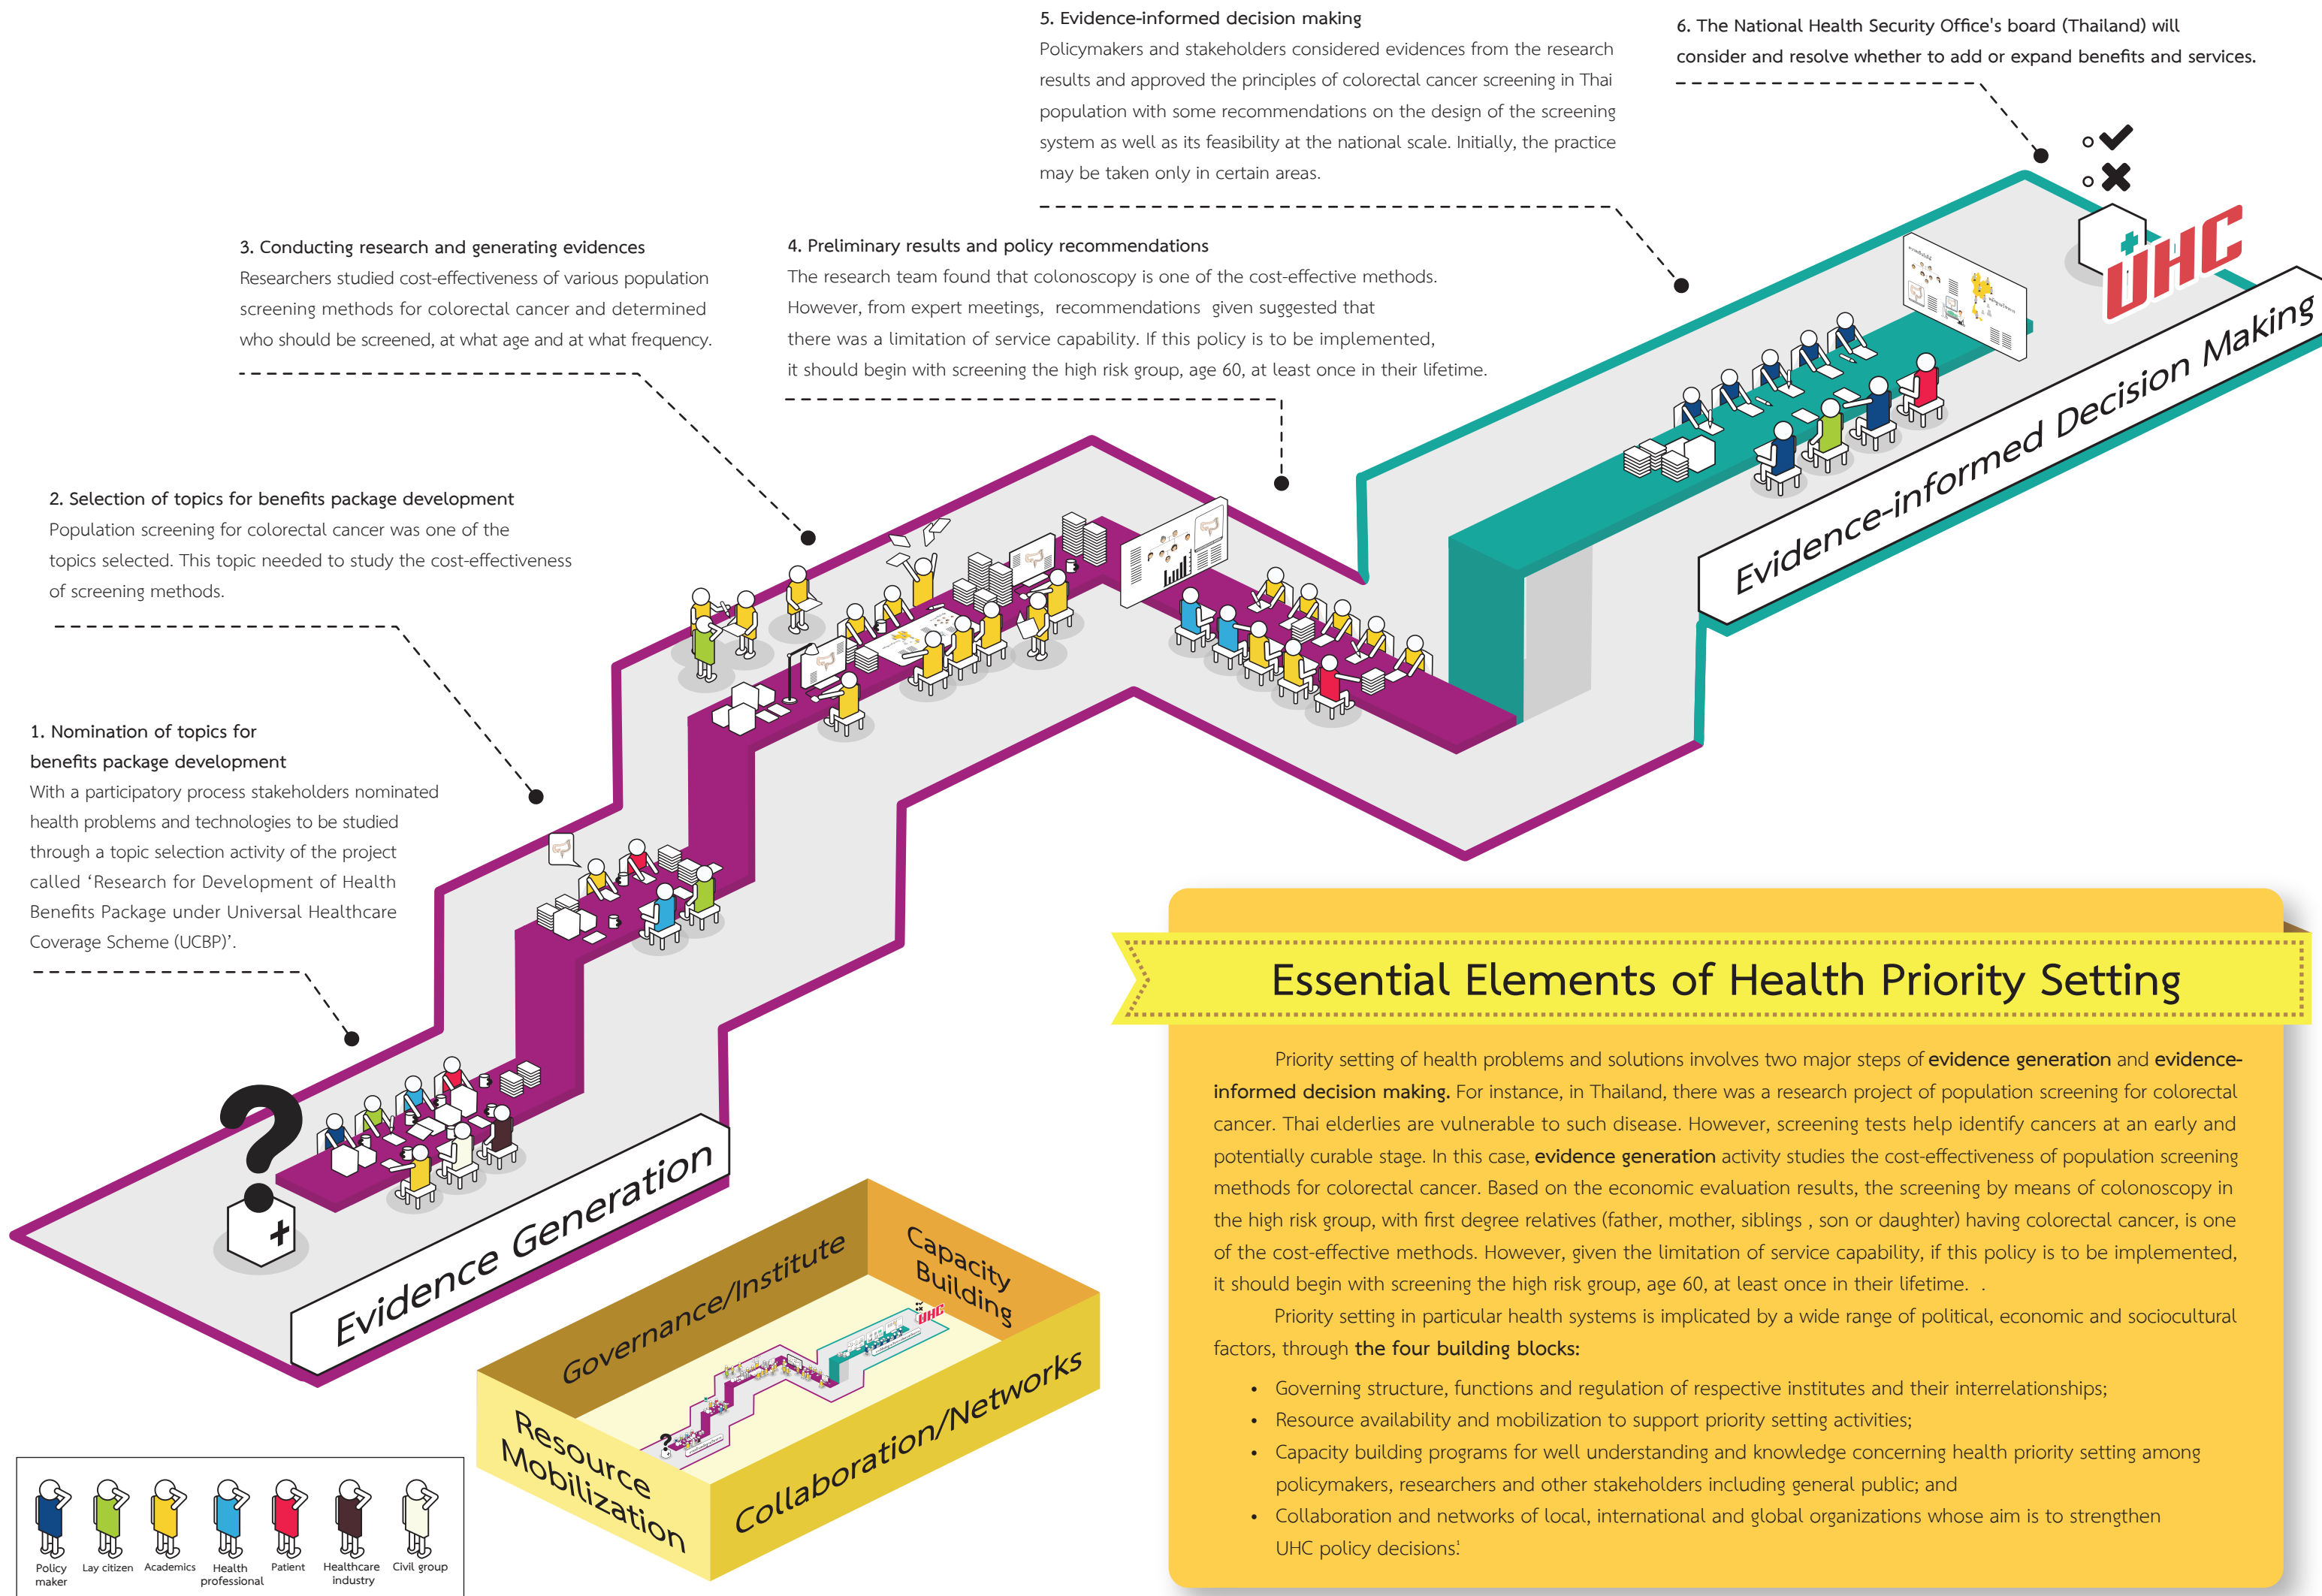 5. Evidence-informed decision making
Policymakers and stakeholders considered evidences from the research
results and approved the principles of colorectal cancer screening in Thai
population with some recommendations on the design of the screening
system as well as its feasibility at the national scale. Initially, the practice
may be taken only in certain areas.
6. The National Health Security Office's board (Thailand) will
consider and resolve whether to add or expand benefits and services.
3. Conducting research and generating evidences
Researchers studied cost-effectiveness of various population
screening methods for colorectal cancer and determined
who should be screened, at what age and at what frequency.
4. Preliminary results and policy recommendations
The research team found that colonoscopy is one of the cost-effective methods.
However, from expert meetings, recommendations given suggested that
there was a limitation of service capability. If this policy is to be implemented,
it should begin with screening the high risk group, age 60, at least once in their lifetime.
UHC
Evidence-informed Decision Making
2. Selection of topics for benefits package development
Population screening for colorectal cancer was one of the
topics selected. This topic needed to study the cost-effectiveness
of screening methods.
1. Nomination of topics for
benefits package development
With a participatory process stakeholders nominated
health problems and technologies to be studied
through a topic selection activity of the project
called ‘Research for Development of Health
Benefits Package under Universal Healthcare
Coverage Scheme (UCBP)’.
?
Evidence Generation
Governance/Institute
Capacity
Building
UHC
Resource
Mobilization
Collaboration/Networks
Policy
maker
Lay citizen
Academics
Health
professional
Patient
Healthcare
industry
Civil group
Essential Elements of Health Priority Setting
Priority setting of health problems and solutions involves two major steps of evidence generation and evidence-
informed decision making. For instance, in Thailand, there was a research project of population screening for colorectal
cancer. Thai elderlies are vulnerable to such disease. However, screening tests help identify cancers at an early and
potentially curable stage. In this case, evidence generation activity studies the cost-effectiveness of population screening
methods for colorectal cancer. Based on the economic evaluation results, the screening by means of colonoscopy in
the high risk group, with first degree relatives (father, mother, siblings , son or daughter) having colorectal cancer, is one
of the cost-effective methods. However, given the limitation of service capability, if this policy is to be implemented,
it should begin with screening the high risk group, age 60, at least once in their lifetime. .
Priority setting in particular health systems is implicated by a wide range of political, economic and sociocultural
factors, through the four building blocks:
• Governing structure, functions and regulation of respective institutes and their interrelationships;
• Resource availability and mobilization to support priority setting activities;
• Capacity building programs for well understanding and knowledge concerning health priority setting among
policymakers, researchers and other stakeholders including general public; and
• Collaboration and networks of local, international and global organizations whose aim is to strengthen
UHC policy decisions.¹